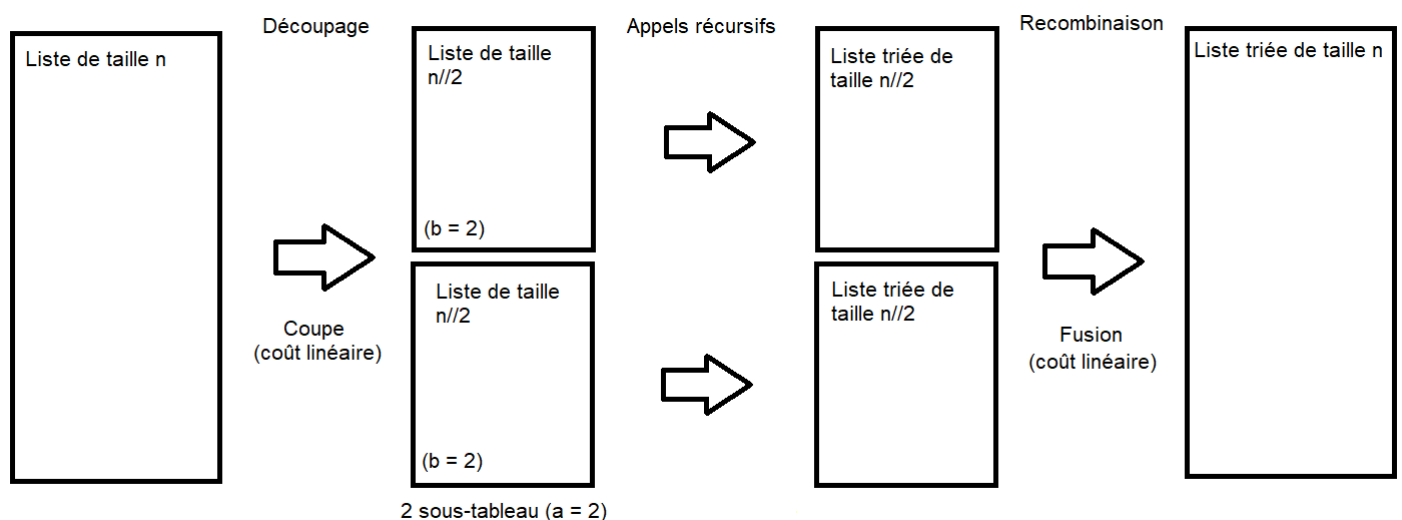 Découpage
Appels récursifs
Recombinaison
Liste de taille n
Liste de taille
n//2
Liste triée de
taille n//2
Liste triée de taille n
(b = 2)
Liste de taille
n//2
Liste triée de
taille n//2
Coupe
(coût linéaire)
Fusion
(coût linéaire)
(b = 2)
2 sous-tableau (a = 2)